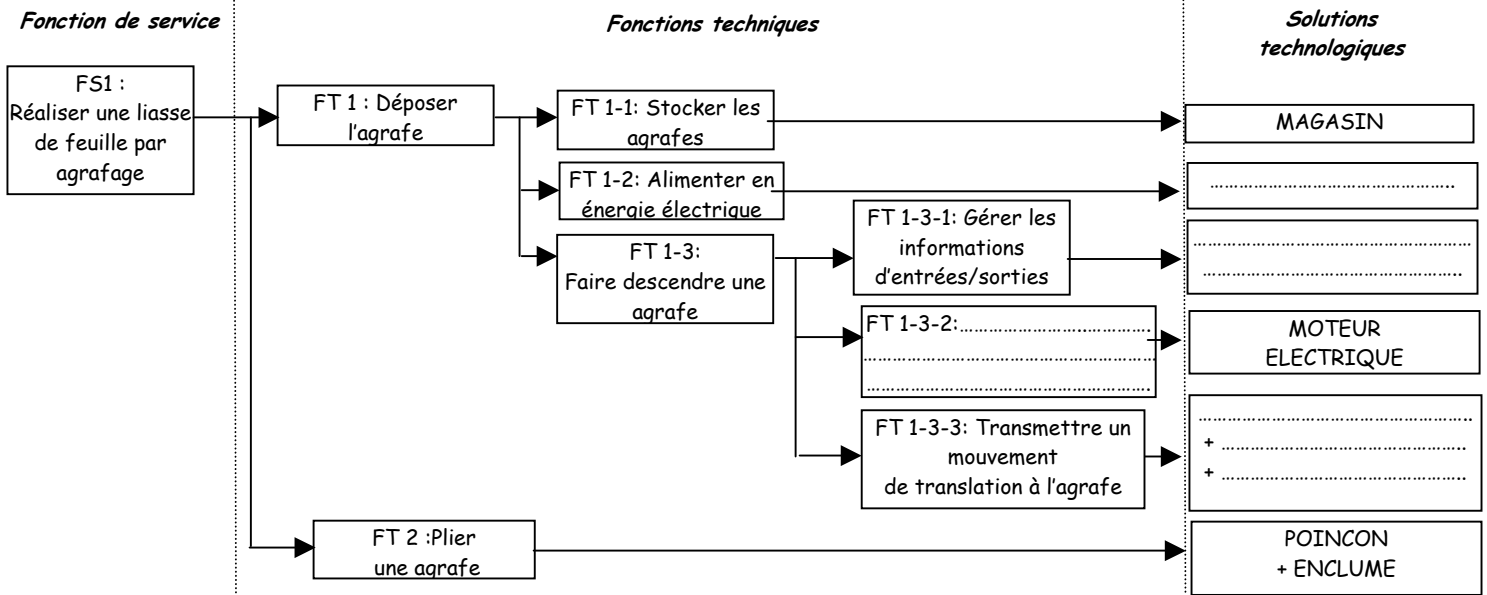 Fonction de service
Fonctions techniques
Solutions
technologiques
FS1 :
Réaliser une liasse
de feuille par
agrafage
FT 1 : Déposer
l'agrafe
FT 1-1: Stocker les
agrafes
MAGASIN
FT 1-2: Alimenter en
énergie électrique
…………………………………………..
FT 1-3:
Faire descendre une
agrafe
FT 1-3-1: Gérer les
informations
d'entrées/sorties
………………………………………………
……………………………………………..
FT 1-3-2:……………………..…………
…………………………………………………
……………………………………………….
MOTEUR
ELECTRIQUE
FT 1-3-3: Transmettre un
mouvement
de translation à l'agrafe
……………………………………………..
+ …………………………………………..
+ …………………………………………..
FT 2 :Plier
une agrafe
POINCON
+ ENCLUME